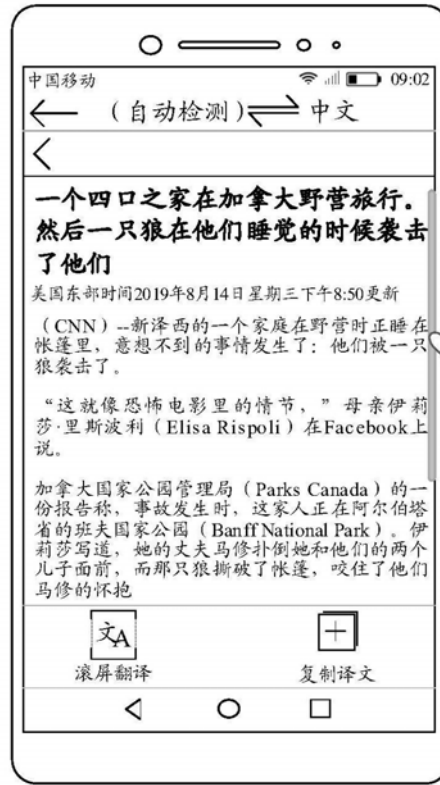 中国移动 09:02
（自动检测） 中文
一个四口之家在加拿大野营旅行。
然后一只狼在他们睡觉的时候袭击
了他们
美国东部时间2019年8月14日星期三下午8:50更新
（CNN）--新泽西的一个家庭在野营时正睡在
帐篷里，意想不到的事情发生了：他们被一只
狼袭击了。
“这就像恐怖电影里的情节，”母亲伊莉
莎·里斯波利（Elisa Rispoli）在Facebook上
说。
加拿大国家公园管理局（Parks Canada）的一
份报告称，事故发生时，这家人正在阿尔伯塔
省的班夫国家公园（Banff National Park）。伊
莉莎写道，她的丈夫马修扑倒她和他们的两个
儿子面前，而那只狼撕破了帐篷，咬住了他们
马修的怀抱
文A
滚屏翻译 复制译文